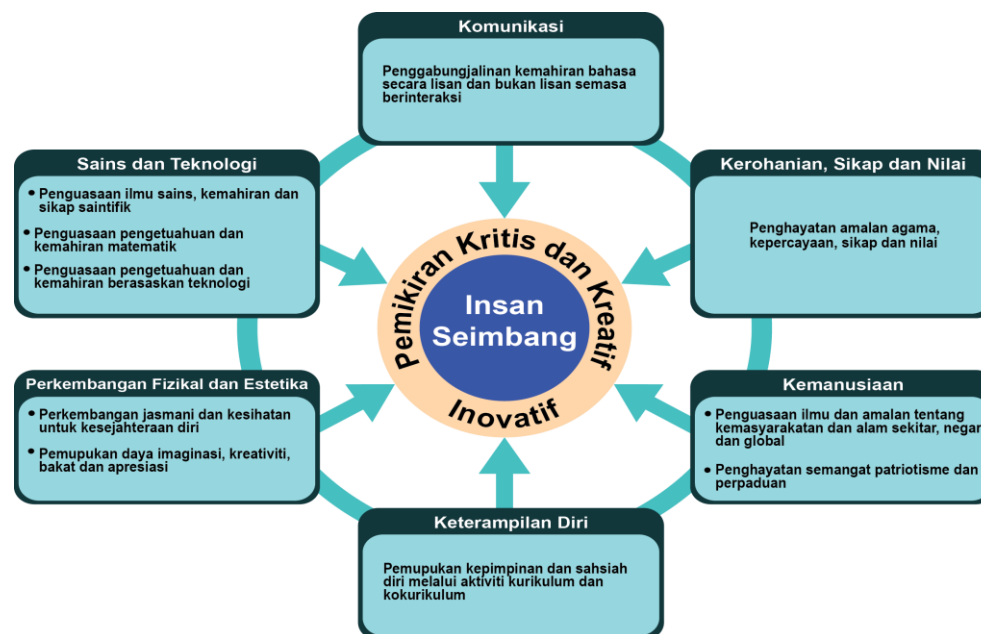 Komunikasi
Penggabungjalinan kemahiran bahasa
secara lisan dan bukan lisan semasa
berinteraksi
Sains dan Teknologi
• Penguasaan ilmu sains, kemahiran dan
sikap saintifik
• Penguasaan pengetuahuan dan
kemahiran matematik
• Penguasaan pengetuahuan dan
kemahiran berasaskan teknologi
Kerohanian, Sikap dan Nilai
Penghayatan amalan agama,
kepercayaan, sikap dan nilai
Pemikiran Kritis dan Kreatif
Insan
Seimbang
Inovatif
Perkembangan Fizikal dan Estetika
• Perkembangan jasmani dan kesihatan
untuk kesejahteraan diri
• Pemupukan daya imaginasi, kreativiti,
bakat dan apresiasi
Kemanusiaan
• Penguasaan ilmu dan amalan tentang
kemasyarakatan dan alam sekitar, negar
dan global
• Penghayatan semangat patriotisme dan
perpaduan
Keterampilan Diri
Pemupukan kepimpinan dan sahsiah
diri melalui aktiviti kurikulum dan
kokurikulum